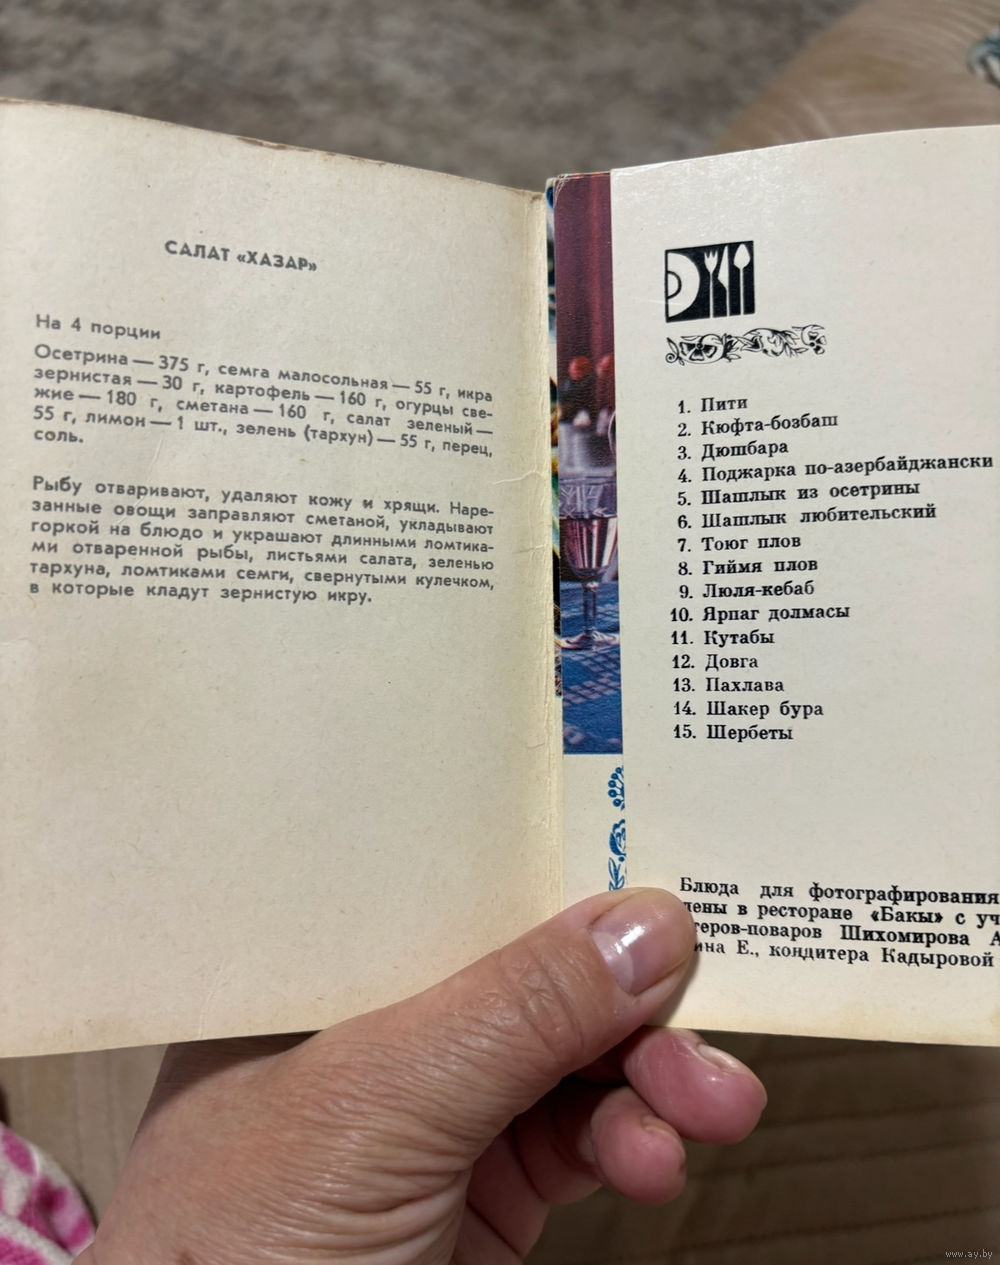 САЛАТ «ХАЗАР»
На 4 порции
Осетрина — 375 г, семга малосольная — 55 г, икра
зернистая — 30 г, картофель — 160 г, огурцы све-
жие — 180 г, сметана — 160 г, салат зеленый —
55 г, лимон — 1 шт., зелень (тархун) — 55 г, перец,
соль.
Рыбу отваривают, удаляют кожу и хрящи. Наре-
занные овощи заправляют сметаной, укладывают
горкой на блюдо и украшают длинными ломтика-
ми отваренной рыбы, листьями салата, зеленью
тархуна, ломтиками семги, свернутыми кулечком,
в которые кладут зернистую икру.
1. Пити
2. Кюфта-бозбаш
3. Дюшбара
4. Поджарка по-азербайджански
5. Шашлык из осетрины
6. Шашлык любительский
7. Тоюг плов
8. Гиймя плов
9. Люля-кебаб
10. Ярпаг долмасы
11. Кутабы
12. Довга
13. Пахлава
14. Шакер бура
15. Шербеты
Блюда для фотографирования
лены в ресторане «Бакы» с уч
теров-поваров Шихомирова А
ина Е., кондитера Кадыровой
www.ay.by